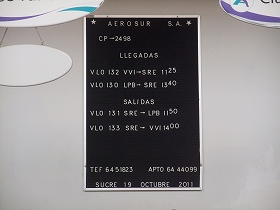 ★ AEROSUR S.A. ★
CP→2498
LLEGADAS
VLO 132 VVI→SRE 11 25
VLO 130 LPB→SRE 13 40
SALIDAS
VLO 131 SRE→LPB 11 50
VLO 133 SRE→VVI 14 00
TEF 6451823 APTO 64 44099
SUCRE 19 OCTUBRE 2011